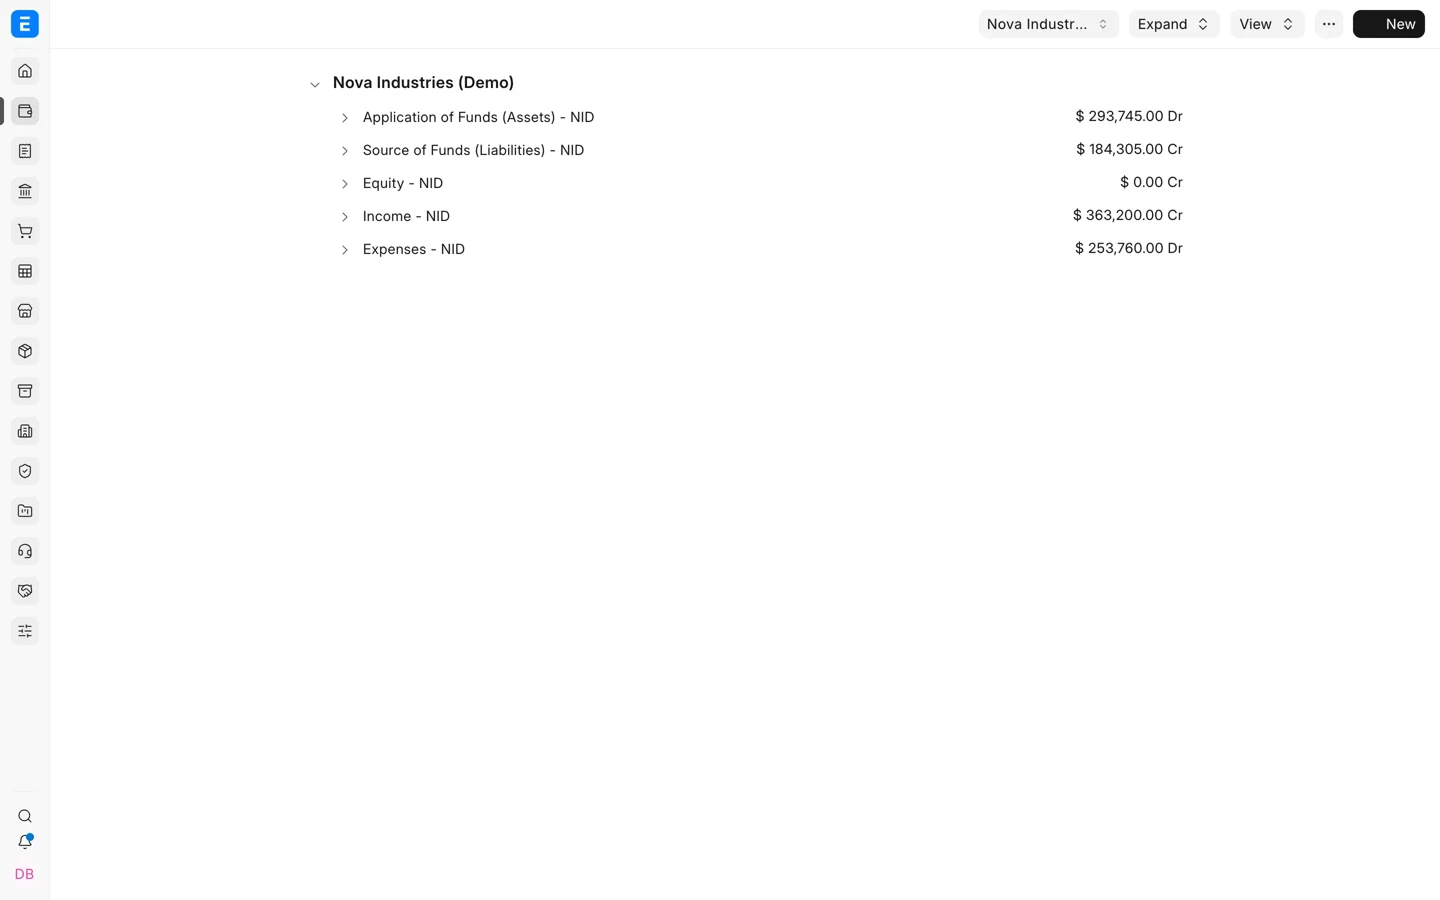 E
Nova Industr...
Expand
View
New
Nova Industries (Demo)
Application of Funds (Assets) - NID $ 293,745.00 Dr
Source of Funds (Liabilities) - NID $ 184,305.00 Cr
Equity - NID $ 0.00 Cr
Income - NID $ 363,200.00 Cr
Expenses - NID $ 253,760.00 Dr
DB